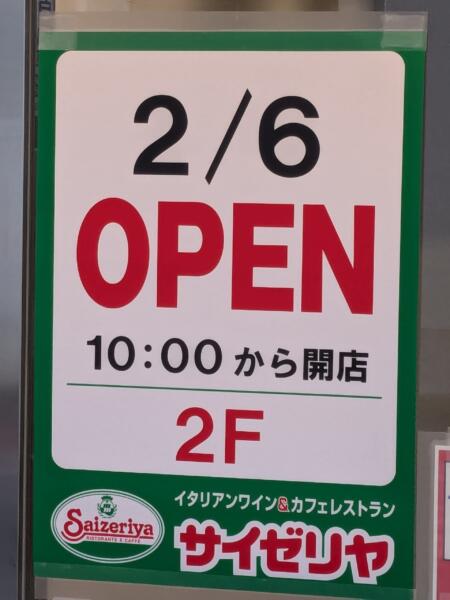 2/6
OPEN
10:00から開店
2F
イタリアンワイン&カフェレストラン
Saizeriya
RISTORANTE E CAFFÈ
サイゼリヤ